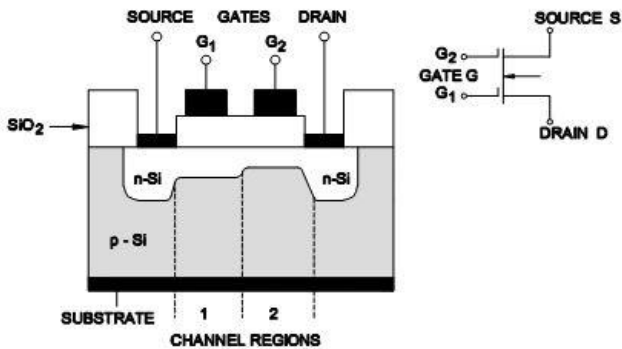 SOURCE GATES DRAIN
G₁ G₂
SiO₂
n-Si n-Si
p - Si
SUBSTRATE
1 2
CHANNEL REGIONS
SOURCE S
G₂
GATE G
G₁
DRAIN D